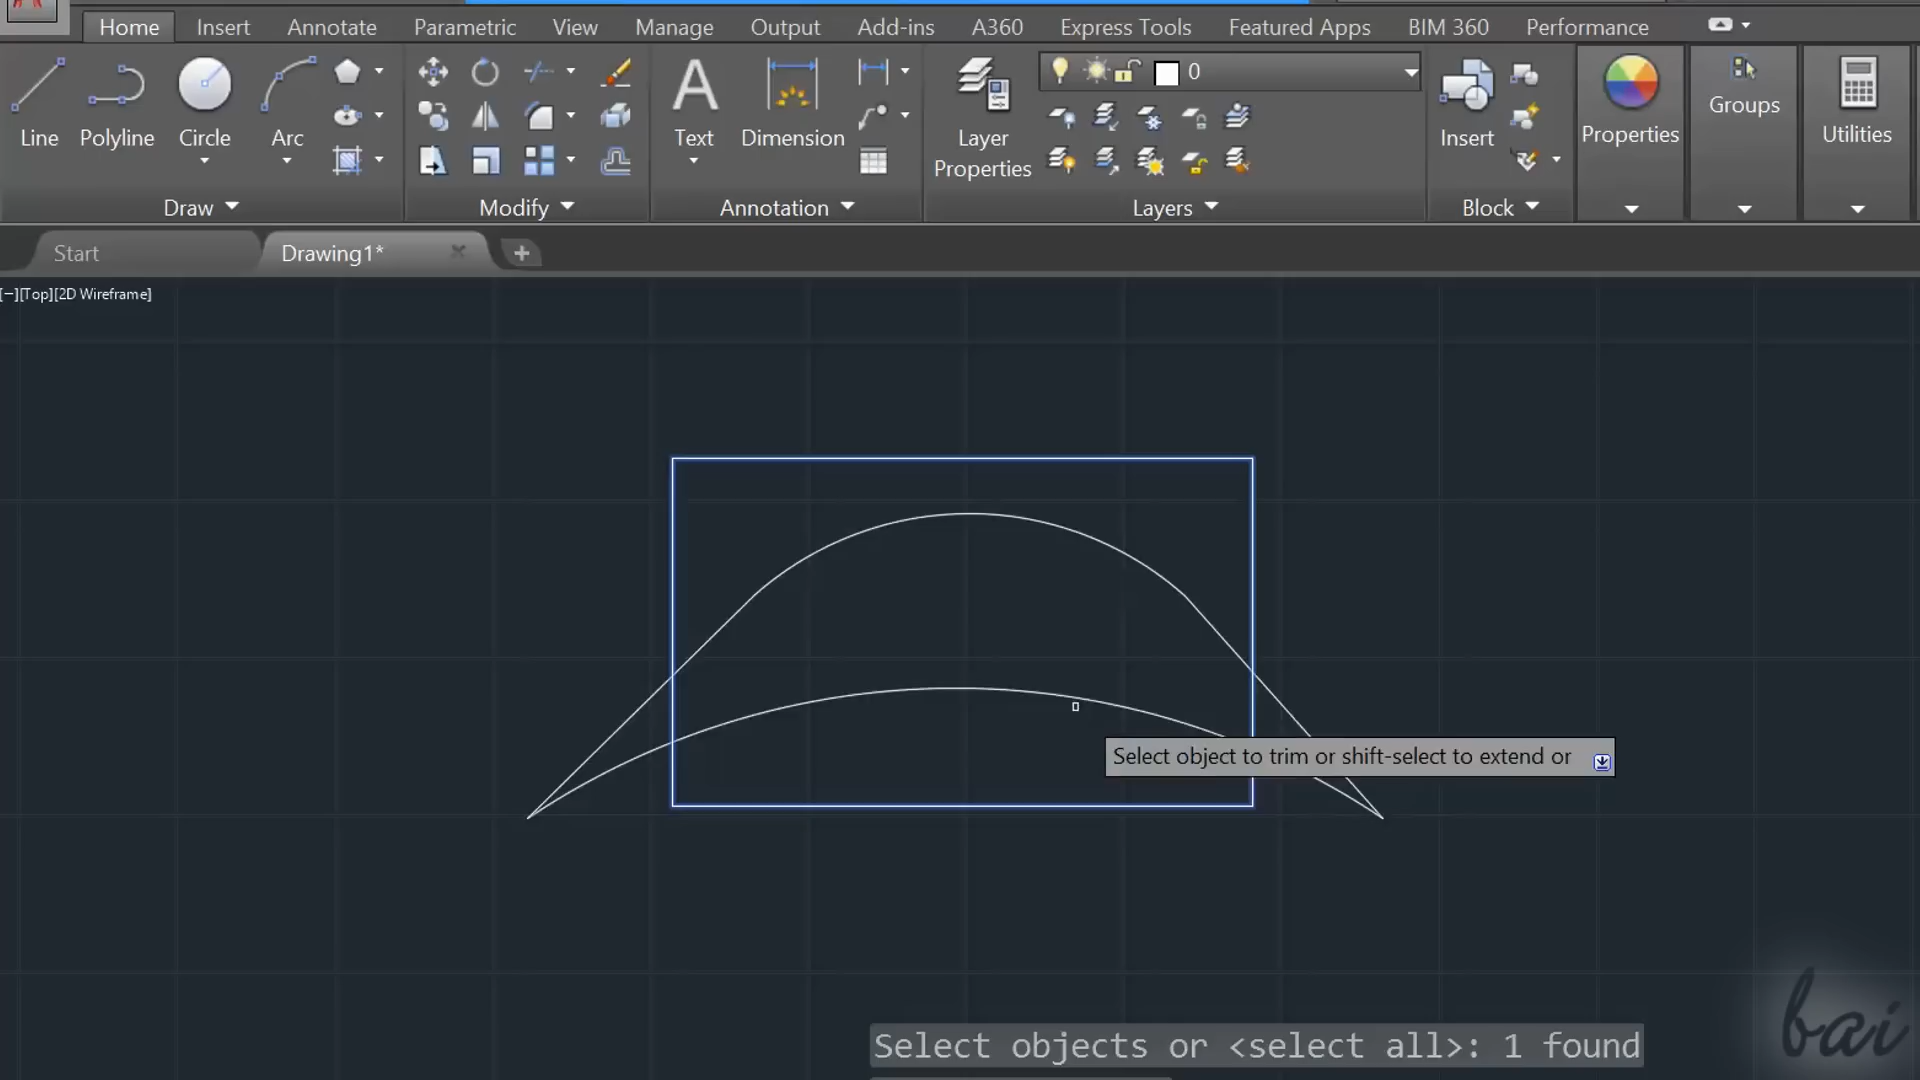 Home Insert Annotate Parametric View Manage Output Add-ins A360 Express Tools Featured Apps BIM 360 Performance
Line Polyline Circle Arc
Text Dimension
Layer
Properties
0
Insert
Properties
Groups
Utilities
Draw Modify Annotation Layers Block
Start Drawing1*
[−][Top][2D Wireframe]
Select object to trim or shift-select to extend or
Select objects or <select all>: 1 found
bai